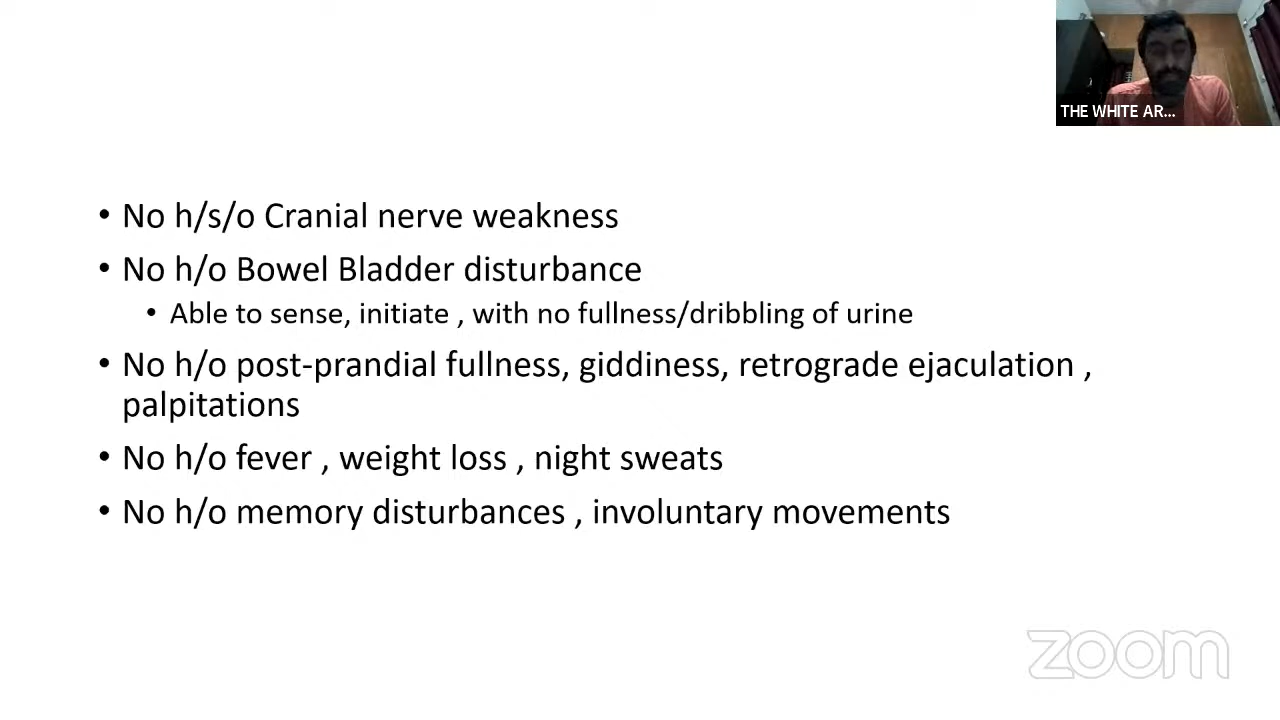 THE WHITE AR...
• No h/s/o Cranial nerve weakness
• No h/o Bowel Bladder disturbance
• Able to sense, initiate , with no fullness/dribbling of urine
• No h/o post-prandial fullness, giddiness, retrograde ejaculation ,
palpitations
• No h/o fever , weight loss , night sweats
• No h/o memory disturbances , involuntary movements
zoom